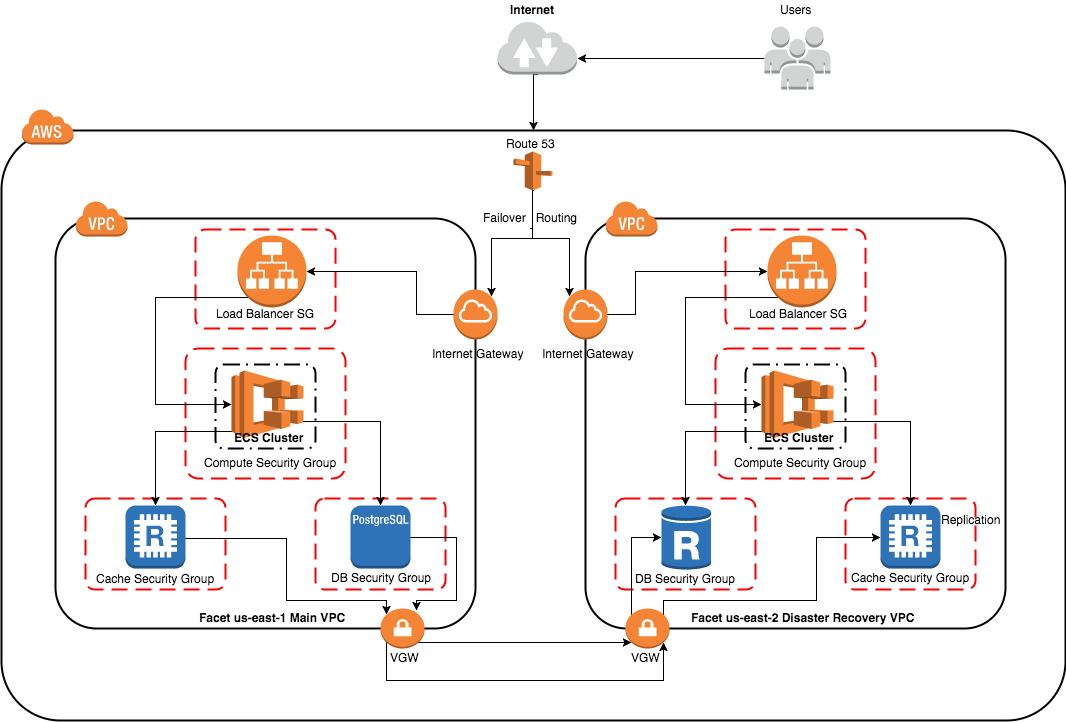 Internet
Users
AWS
Route 53
Failover Routing
VPC
VPC
Load Balancer SG
Load Balancer SG
Internet Gateway
Internet Gateway
ECS Cluster
Compute Security Group
ECS Cluster
Compute Security Group
R
Cache Security Group
PostgreSQL
DB Security Group
R
DB Security Group
R
Replication
Cache Security Group
Facet us-east-1 Main VPC
Facet us-east-2 Disaster Recovery VPC
VGW
VGW